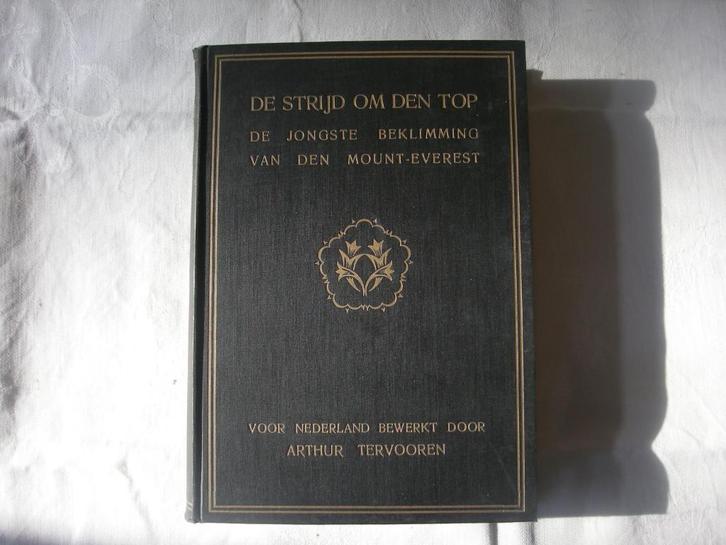 DE STRIJD OM DEN TOP
DE JONGSTE BEKLIMMING
VAN DEN MOUNT-EVEREST
VOOR NEDERLAND BEWERKT DOOR
ARTHUR TERVOOREN